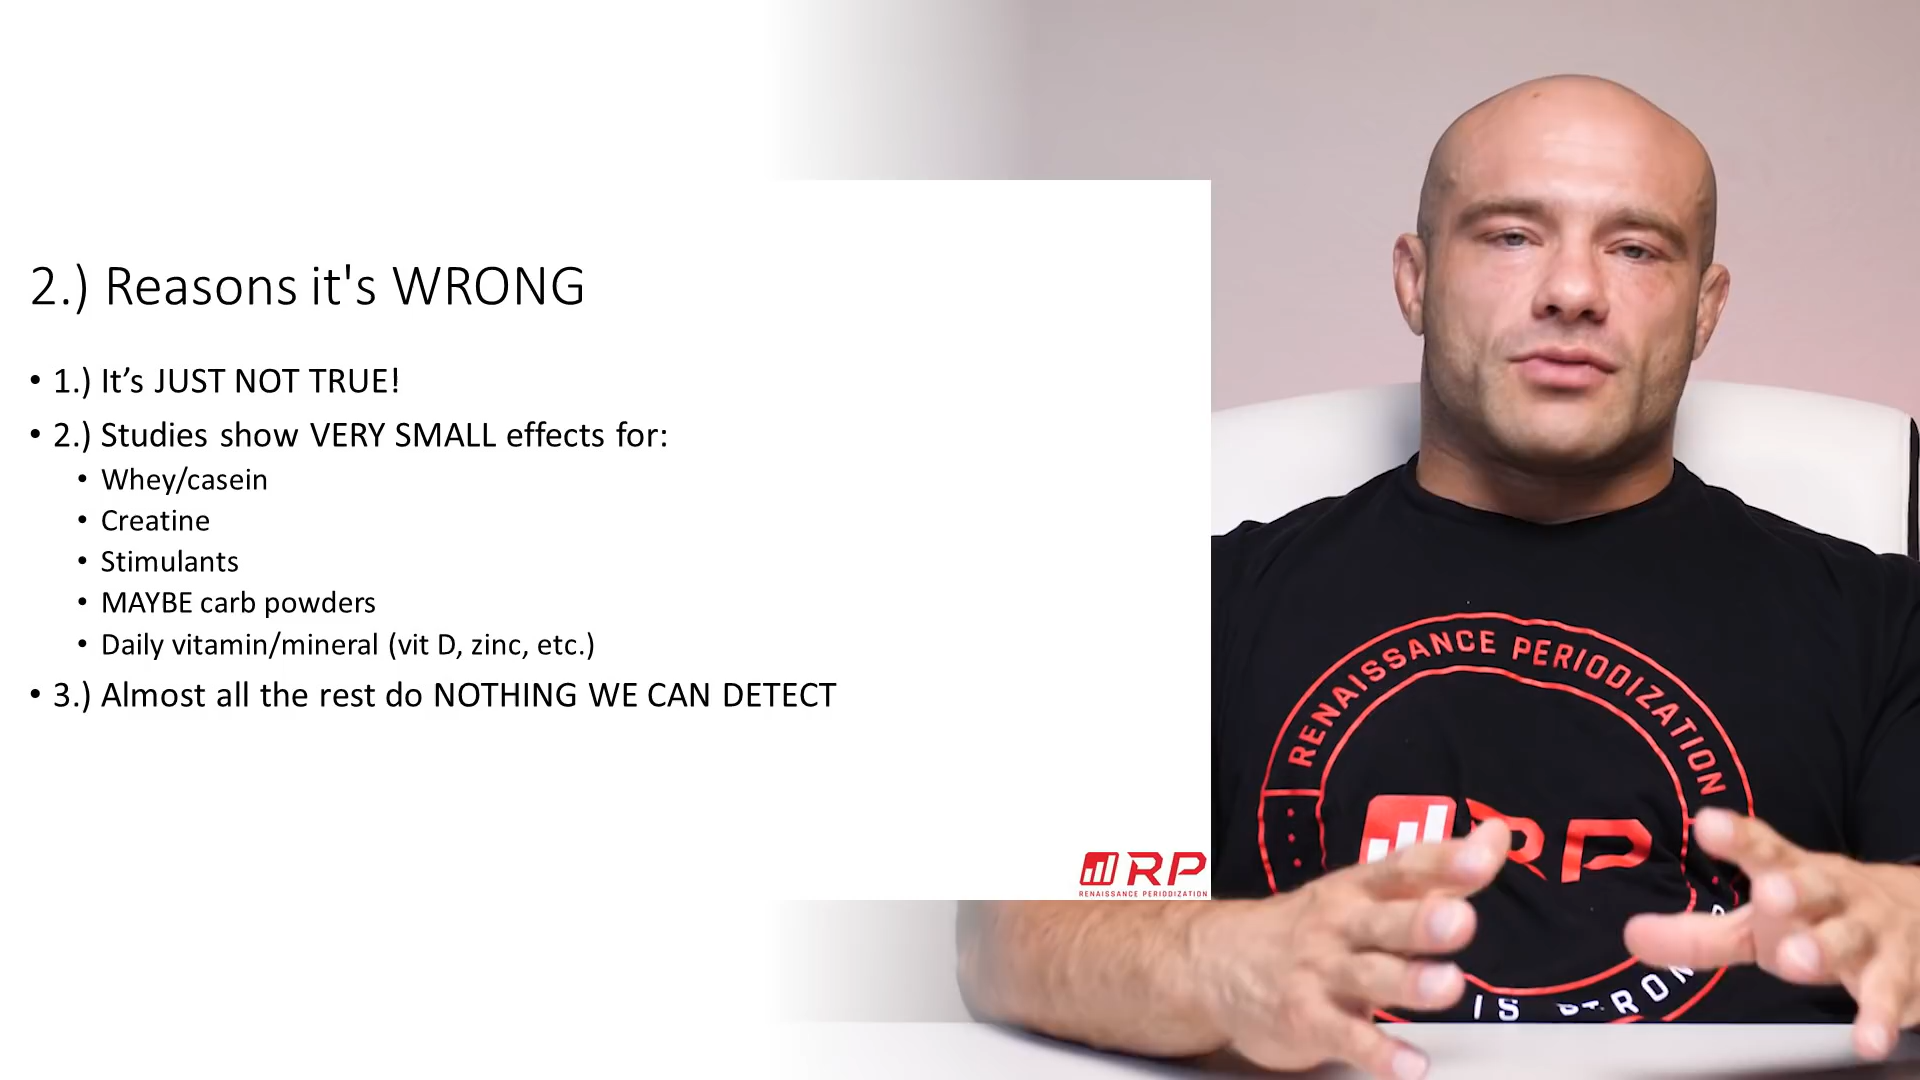 2.) Reasons it's WRONG
• 1.) It’s JUST NOT TRUE!
• 2.) Studies show VERY SMALL effects for:
• Whey/casein
• Creatine
• Stimulants
• MAYBE carb powders
• Daily vitamin/mineral (vit D, zinc, etc.)
• 3.) Almost all the rest do NOTHING WE CAN DETECT
RP
RENAISSANCE PERIODIZATION
RENAISSANCE PERIODIZATION
RP
IS